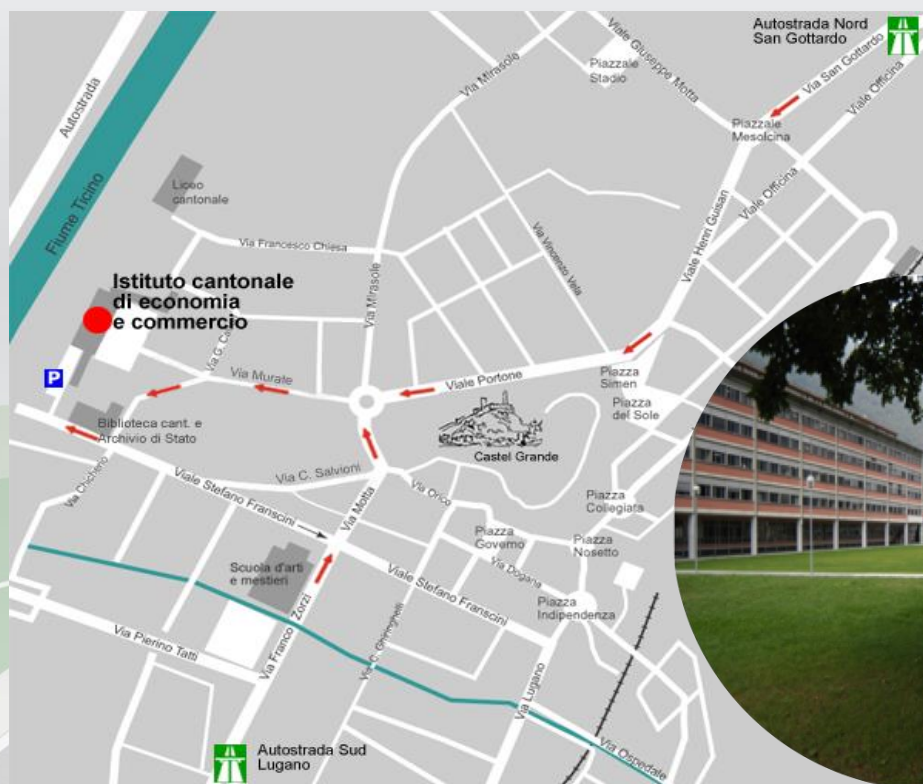 Autostrada Nord
San Gottardo
Viale Giuseppe Motta
Via San Gottardo
Viale Officina
Piazzale
Stadio
Via Mirasole
Piazzale
Mesolcina
Autostrada
Viale Officina
Liceo
cantonale
Fiume Ticino
Via Francesco Chiesa
Via Vincenzo Vela
Viale Henri Guisan
Via Mirasole
Istituto cantonale
di economia
e commercio
Via G.
Via Murate
Viale Portone
Piazza
Simen
Piazza
del Sole
P
Biblioteca cant. e
Archivio di Stato
Castel Grande
Via Chicherio
Via C. Salvioni
Viale Stefano Franscini
Via Motta
Via Orico
Piazza
Collegiata
Piazza
Governo
Piazza
Nosetto
Scuola d'arti
e mestieri
Viale Stefano Franscini
Via Dogana
Piazza
Indipendenza
Via Franco Zorzi
Via C. Ghiringhelli
Via Pierino Tatti
Via Lugano
Via Ospedale
Autostrada Sud
Lugano